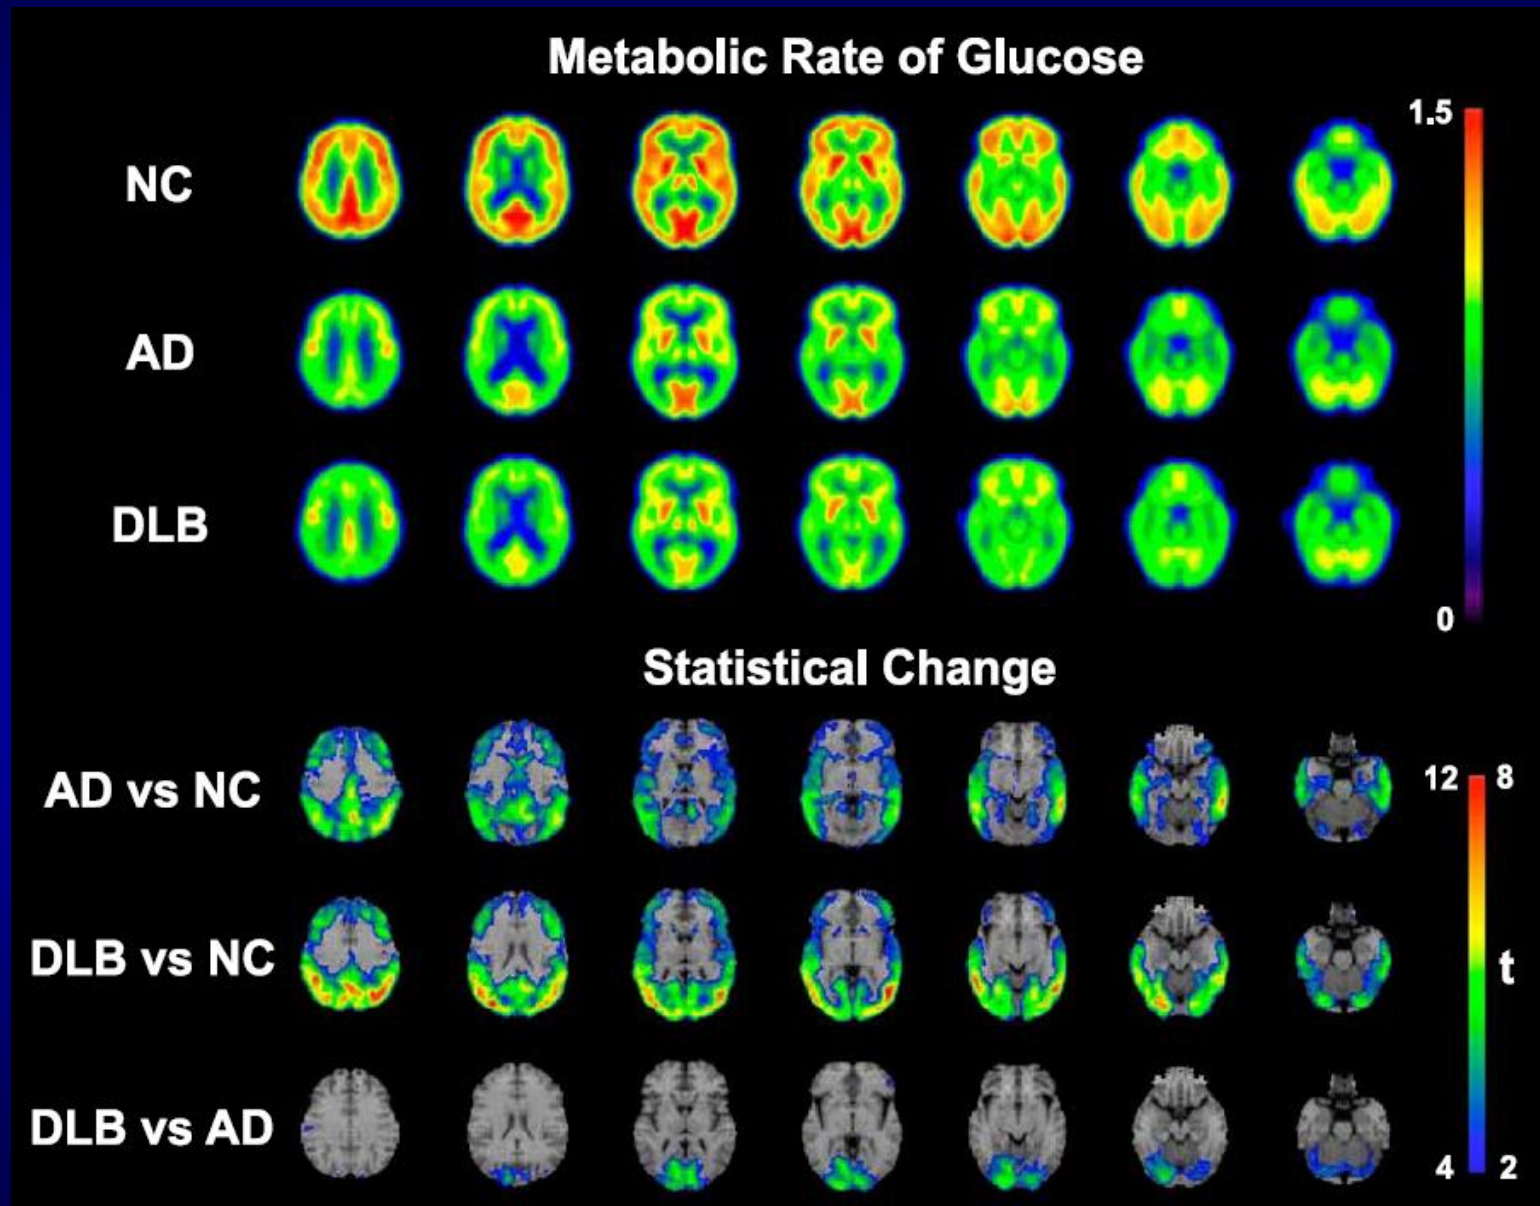 Metabolic Rate of Glucose
1.5
NC
AD
DLB
0
Statistical Change
AD vs NC
12 8
DLB vs NC
t
DLB vs AD
4 2